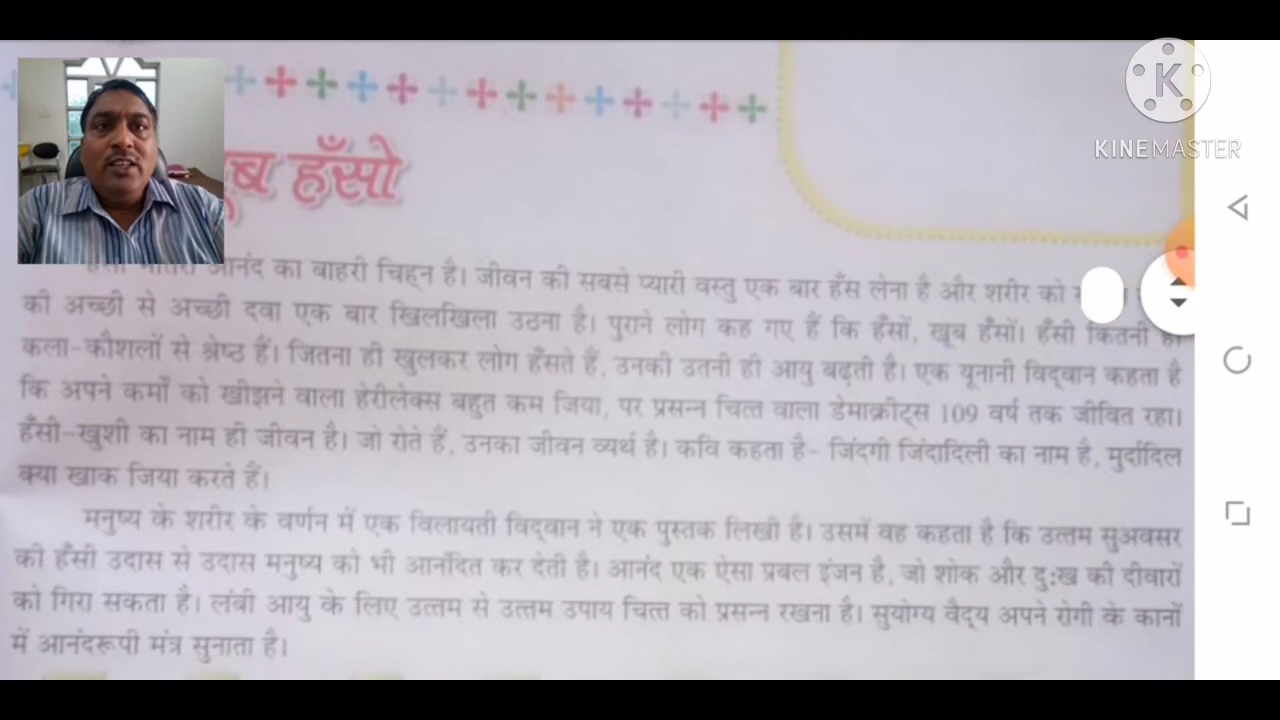 KINEMASTER
हँसो
आनंद का बाहरी चिह्न है। जीवन की सबसे प्यारी वस्तु एक बार हँस लेना है और शरीर को
की अच्छी से अच्छी दवा एक बार खिलखिला उठना है। पुराने लोग कह गए हैं कि हँसों, खूब हँसों। हँसी कितनी ही
कला-कौशलों से श्रेष्ठ हैं। जितना ही खुलकर लोग हँसते हैं, उनकी उतनी ही आयु बढ़ती है। एक यूनानी विद्वान कहता है
कि अपने कर्मों को खीझने वाला हेरीलेक्स बहुत कम जिया, पर प्रसन्न चित्त वाला डेमाक्रीट्स 109 वर्ष तक जीवित रहा।
हँसी-खुशी का नाम ही जीवन है। जो रोते हैं, उनका जीवन व्यर्थ है। कवि कहता है- जिंदगी जिंदादिली का नाम है, मुर्दादिल
क्या खाक जिया करते हैं।
मनुष्य के शरीर के वर्णन में एक विलायती विद्वान ने एक पुस्तक लिखी है। उसमें वह कहता है कि उत्तम सुअवसर
की हँसी उदास से उदास मनुष्य को भी आनंदित कर देती है। आनंद एक ऐसा प्रबल इंजन है, जो शोक और दुःख की दीवारों
को गिरा सकता है। लंबी आयु के लिए उत्तम से उत्तम उपाय चित्त को प्रसन्न रखना है। सुयोग्य वैद्य अपने रोगी के कानों
में आनंदरूपी मंत्र सुनाता है।